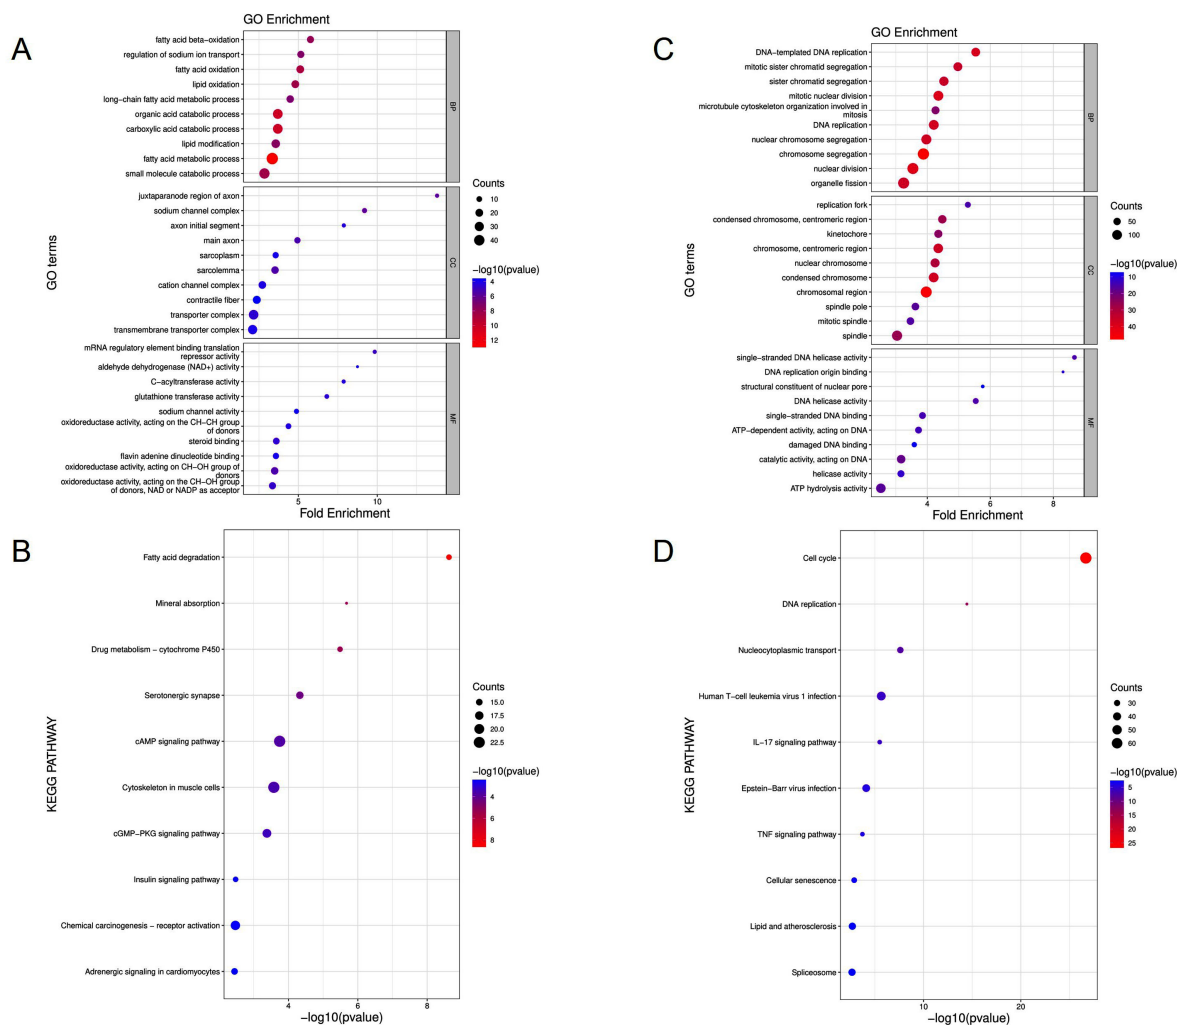 A
GO Enrichment
GO terms
fatty acid beta−oxidation
regulation of sodium ion transport
fatty acid oxidation
lipid oxidation
long−chain fatty acid metabolic process
organic acid catabolic process
carboxylic acid catabolic process
lipid modification
fatty acid metabolic process
small molecule catabolic process
BP
juxtaparanode region of axon
sodium channel complex
axon initial segment
main axon
sarcoplasm
sarcolemma
cation channel complex
contractile fiber
transporter complex
transmembrane transporter complex
CC
mRNA regulatory element binding translation
repressor activity
aldehyde dehydrogenase (NAD+) activity
C−acyltransferase activity
glutathione transferase activity
sodium channel activity
oxidoreductase activity, acting on the CH−CH group
of donors
steroid binding
flavin adenine dinucleotide binding
oxidoreductase activity, acting on CH−OH group of
donors
oxidoreductase activity, acting on the CH−OH group
of donors, NAD or NADP as acceptor
MF
5
10
Fold Enrichment
Counts
10
20
30
40
−log10(pvalue)
4
6
8
10
12
B
KEGG PATHWAY
Fatty acid degradation
Mineral absorption
Drug metabolism − cytochrome P450
Serotonergic synapse
cAMP signaling pathway
Cytoskeleton in muscle cells
cGMP−PKG signaling pathway
Insulin signaling pathway
Chemical carcinogenesis − receptor activation
Adrenergic signaling in cardiomyocytes
4
6
8
−log10(pvalue)
Counts
15.0
17.5
20.0
22.5
−log10(pvalue)
4
6
8
C
GO Enrichment
GO terms
DNA−templated DNA replication
mitotic sister chromatid segregation
sister chromatid segregation
mitotic nuclear division
microtubule cytoskeleton organization involved in
mitosis
DNA replication
nuclear chromosome segregation
chromosome segregation
nuclear division
organelle fission
BP
replication fork
condensed chromosome, centromeric region
kinetochore
chromosome, centromeric region
nuclear chromosome
condensed chromosome
chromosomal region
spindle pole
mitotic spindle
spindle
CC
single−stranded DNA helicase activity
DNA replication origin binding
structural constituent of nuclear pore
DNA helicase activity
single−stranded DNA binding
ATP−dependent activity, acting on DNA
damaged DNA binding
catalytic activity, acting on DNA
helicase activity
ATP hydrolysis activity
MF
4
6
8
Fold Enrichment
Counts
50
100
−log10(pvalue)
10
20
30
40
D
KEGG PATHWAY
Cell cycle
DNA replication
Nucleocytoplasmic transport
Human T−cell leukemia virus 1 infection
IL−17 signaling pathway
Epstein−Barr virus infection
TNF signaling pathway
Cellular senescence
Lipid and atherosclerosis
Spliceosome
10
20
−log10(pvalue)
Counts
30
40
50
60
−log10(pvalue)
5
10
15
20
25